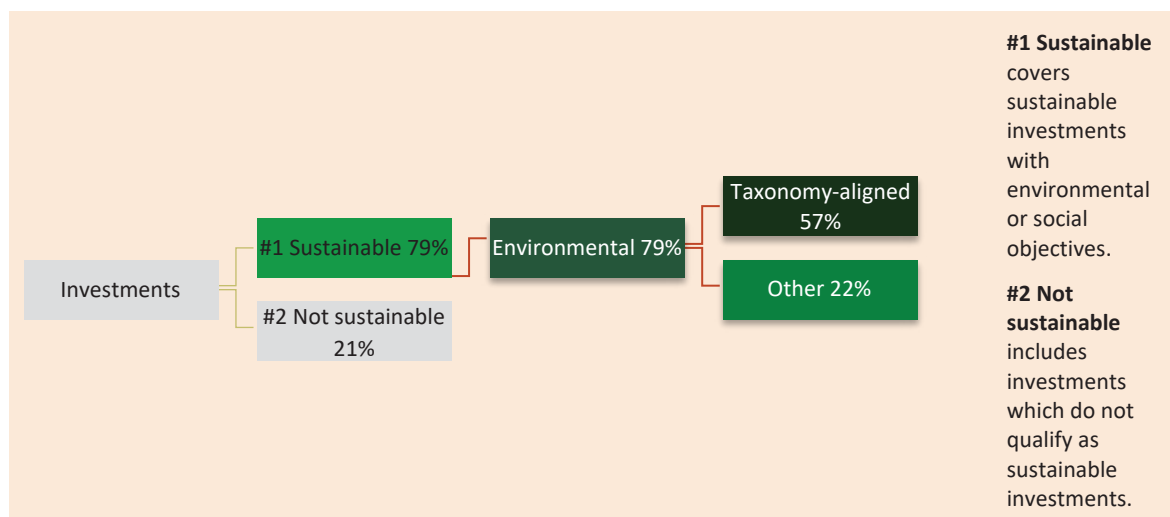 Investments
#1 Sustainable 79%
#2 Not sustainable
21%
Environmental 79%
Taxonomy-aligned
57%
Other 22%
#1 Sustainable
covers
sustainable
investments
with
environmental
or social
objectives.
#2 Not
sustainable
includes
investments
which do not
qualify as
sustainable
investments.